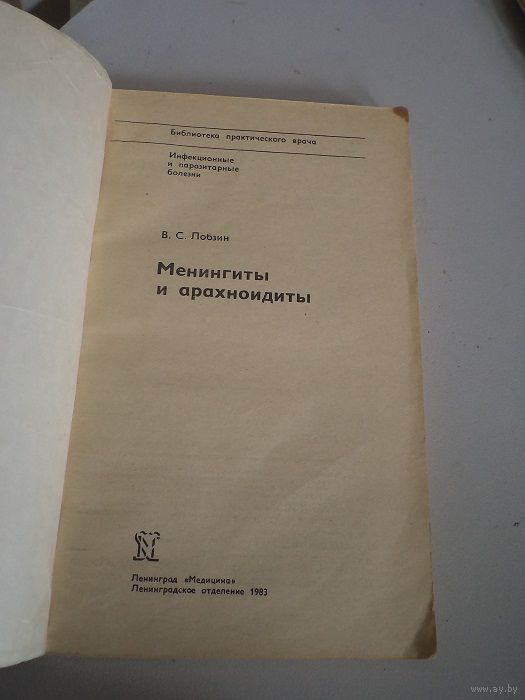 Библиотека практического врача
Инфекционные
и паразитарные
болезни
В. С. Лобзин
Менингиты
и арахноидиты
Ленинград «Медицина»
Ленинградское отделение 1983
www.ay.by